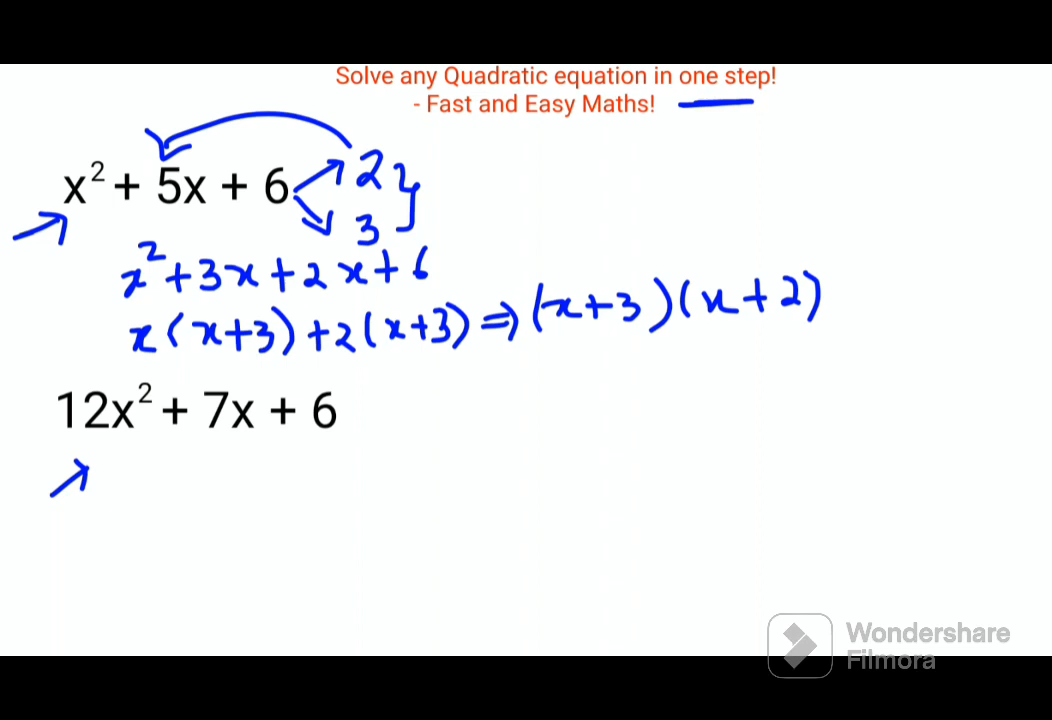 Solve any Quadratic equation in one step!
- Fast and Easy Maths!
x² + 5x + 6 2
3
x² + 3x + 2x + 6
x(x+3) + 2(x+3) ⇒ (x+3)(x+2)
12x² + 7x + 6
Wondershare
Filmora